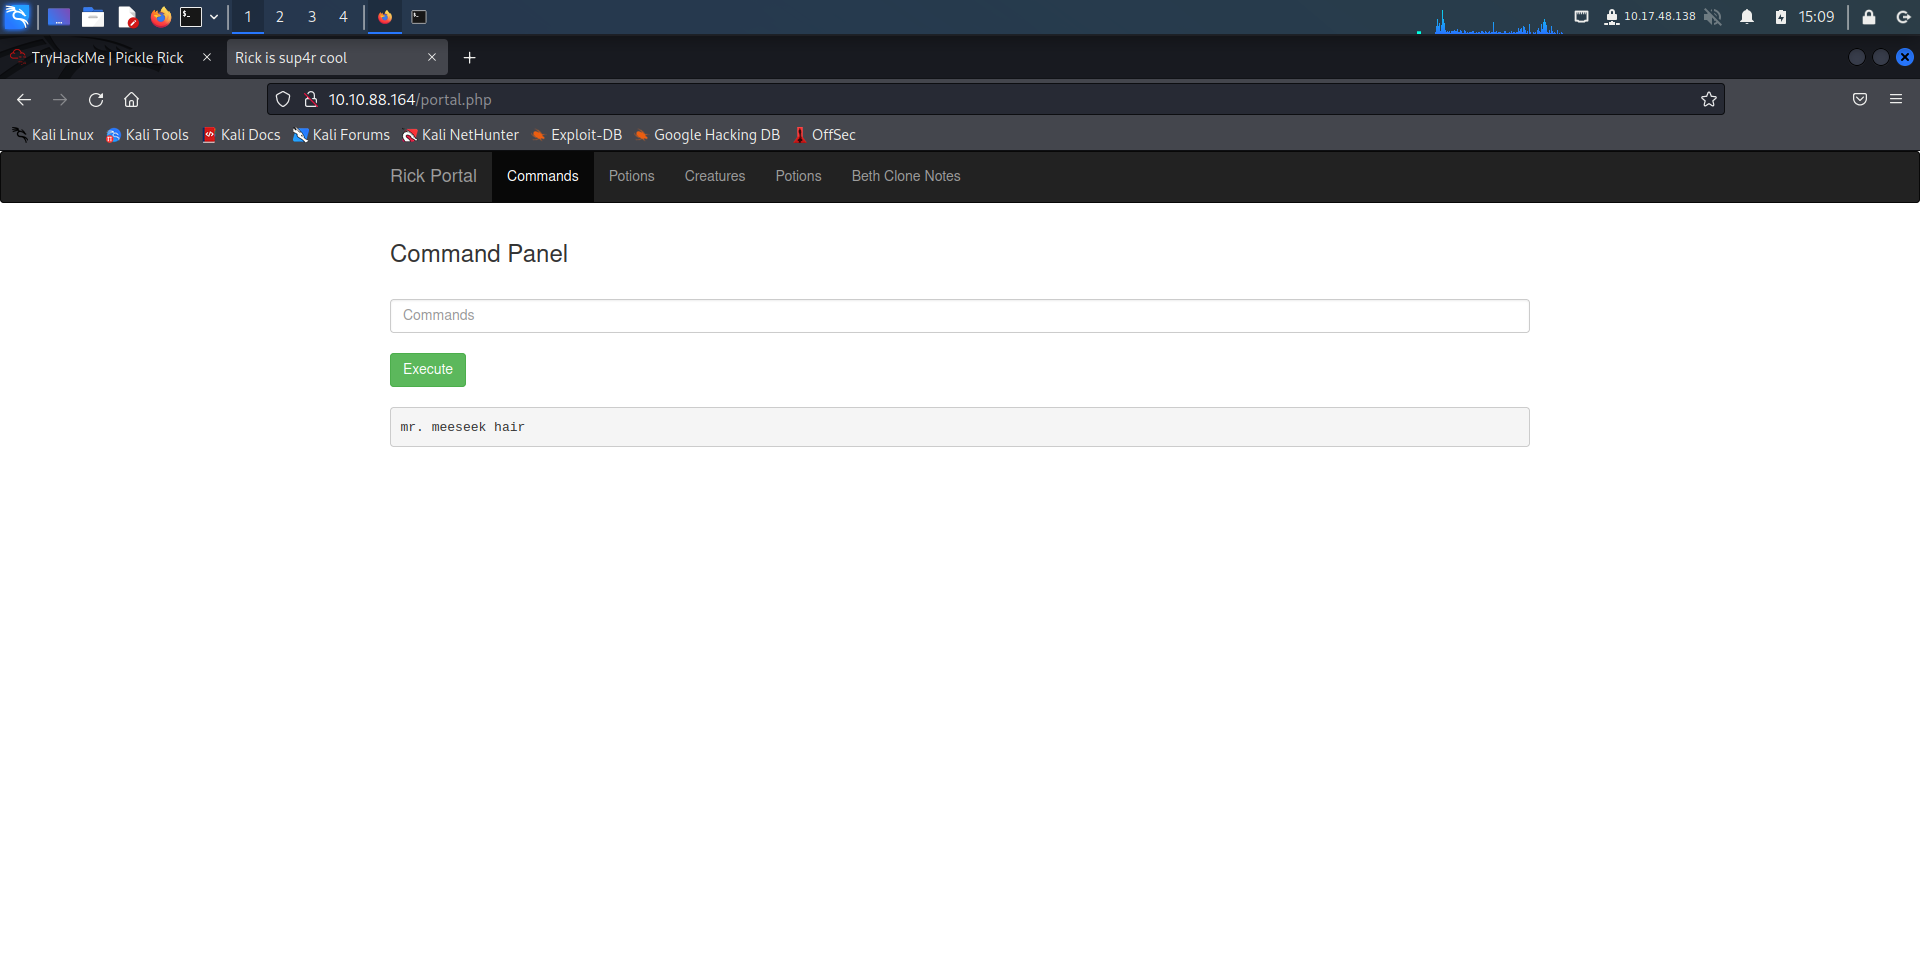 1 2 3 4 10.17.48.138 15:09
TryHackMe | Pickle Rick Rick is sup4r cool
10.10.88.164/portal.php
Kali Linux Kali Tools Kali Docs Kali Forums Kali NetHunter Exploit-DB Google Hacking DB OffSec
Rick Portal Commands Potions Creatures Potions Beth Clone Notes
Command Panel
Commands
Execute
mr. meeseek hair